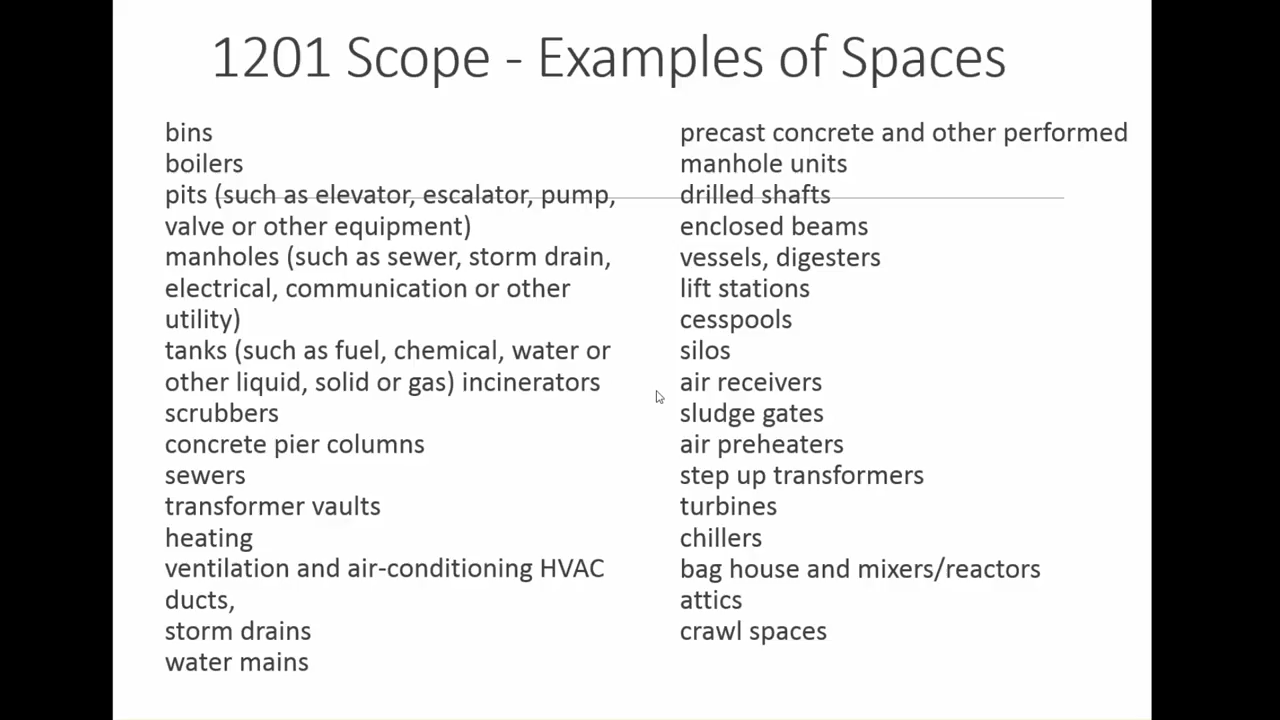 1201 Scope - Examples of Spaces
bins
boilers
pits (such as elevator, escalator, pump,
valve or other equipment)
manholes (such as sewer, storm drain,
electrical, communication or other
utility)
tanks (such as fuel, chemical, water or
other liquid, solid or gas) incinerators
scrubbers
concrete pier columns
sewers
transformer vaults
heating
ventilation and air-conditioning HVAC
ducts,
storm drains
water mains
precast concrete and other performed
manhole units
drilled shafts
enclosed beams
vessels, digesters
lift stations
cesspools
silos
air receivers
sludge gates
air preheaters
step up transformers
turbines
chillers
bag house and mixers/reactors
attics
crawl spaces